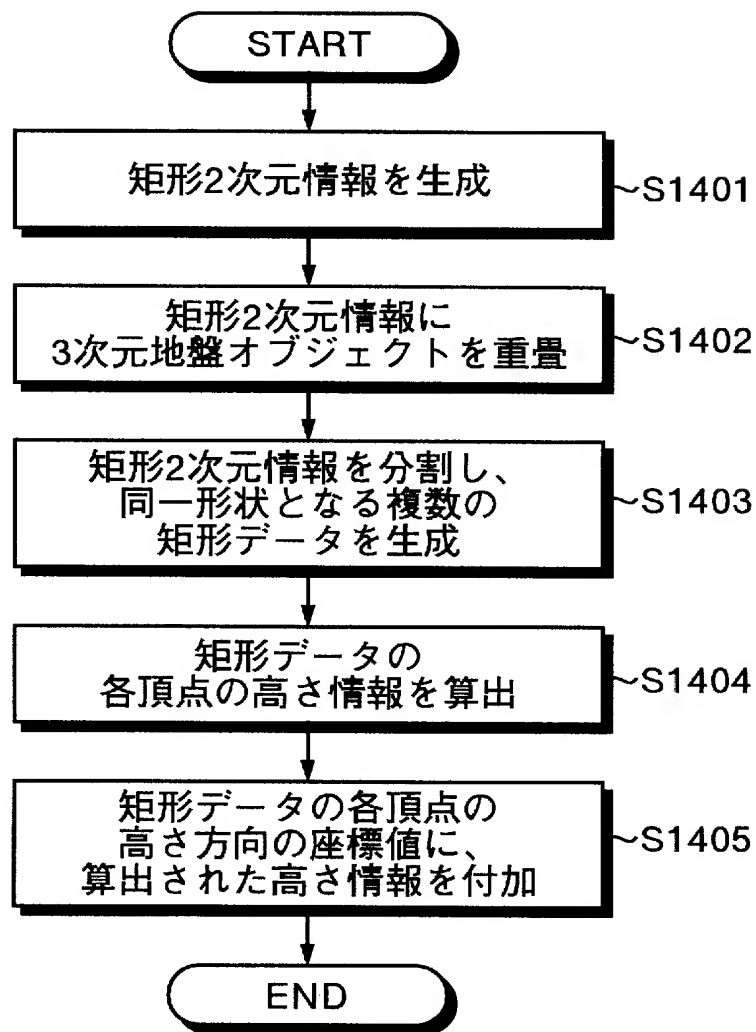 START
矩形2次元情報を生成
~S1401
矩形2次元情報に
3次元地盤オブジェクトを重畳
~S1402
矩形2次元情報を分割し、
同一形状となる複数の
矩形データを生成
~S1403
矩形データの
各頂点の高さ情報を算出
~S1404
矩形データの各頂点の
高さ方向の座標値に、
算出された高さ情報を付加
~S1405
END